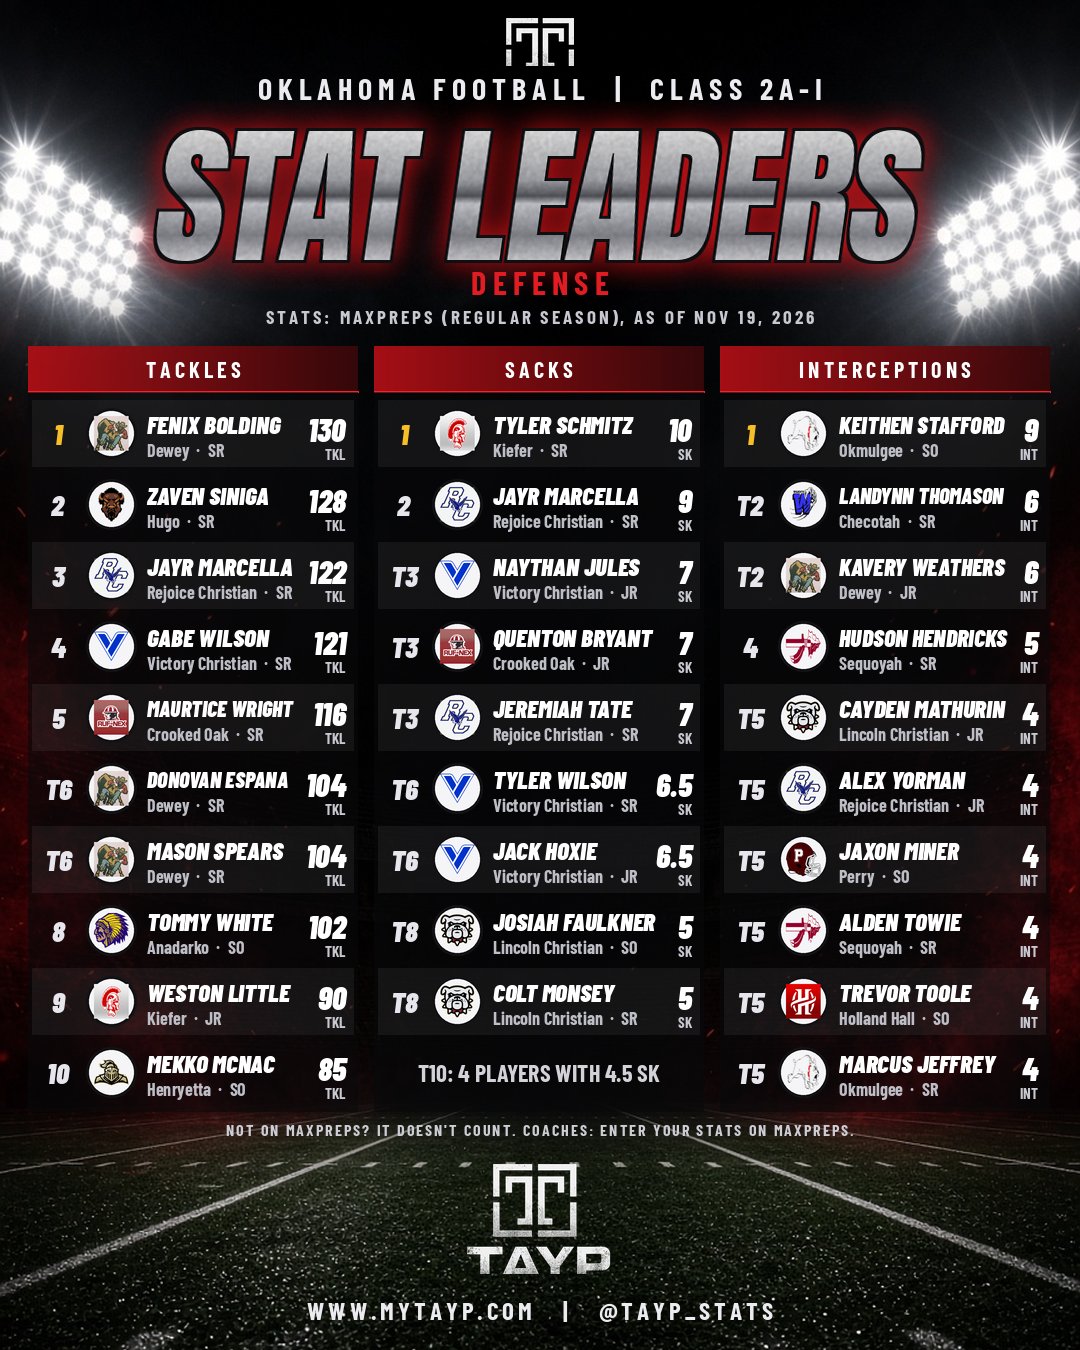 OKLAHOMA FOOTBALL | CLASS 2A-I
STAT LEADERS
DEFENSE
STATS: MAXPREPS (REGULAR SEASON), AS OF NOV 19, 2026
TACKLES
1 FENIX BOLDING 130
Dewey · SR TKL
2 ZAVEN SINIGA 128
Hugo · SR TKL
3 JAYR MARCELLA 122
Rejoice Christian · SR TKL
4 GABE WILSON 121
Victory Christian · SR TKL
5 MAURTICE WRIGHT 116
RUF-NEX
Crooked Oak · SR TKL
T6 DONOVAN ESPANA 104
Dewey · SR TKL
T6 MASON SPEARS 104
Dewey · SR TKL
8 TOMMY WHITE 102
Anadarko · SO TKL
9 WESTON LITTLE 90
Kiefer · JR TKL
10 MEKKO MCNAC 85
Henryetta · SO TKL
SACKS
1 TYLER SCHMITZ 10
Kiefer · SR SK
2 JAYR MARCELLA 9
Rejoice Christian · SR SK
T3 NAYTHAN JULES 7
Victory Christian · JR SK
T3 QUENTON BRYANT 7
RUF-NEX
Crooked Oak · JR SK
T3 JEREMIAH TATE 7
Rejoice Christian · SR SK
T6 TYLER WILSON 6.5
Victory Christian · SR SK
T6 JACK HOXIE 6.5
Victory Christian · JR SK
T8 JOSIAH FAULKNER 5
Lincoln Christian · SO SK
T8 COLT MONSEY 5
Lincoln Christian · SR SK
T10: 4 PLAYERS WITH 4.5 SK
INTERCEPTIONS
1 KEITHEN STAFFORD 9
Okmulgee · SO INT
T2 LANDYNN THOMASON 6
Checotah · SR INT
T2 KAVERY WEATHERS 6
Dewey · JR INT
4 HUDSON HENDRICKS 5
Sequoyah · SR INT
T5 CAYDEN MATHURIN 4
Lincoln Christian · JR INT
T5 ALEX YORMAN 4
Rejoice Christian · JR INT
T5 JAXON MINER 4
Perry · SO INT
T5 ALDEN TOWIE 4
Sequoyah · SR INT
T5 TREVOR TOOLE 4
Holland Hall · SO INT
T5 MARCUS JEFFREY 4
Okmulgee · SR INT
NOT ON MAXPREPS? IT DOESN'T COUNT. COACHES: ENTER YOUR STATS ON MAXPREPS.
TAYP
WWW.MYTAYP.COM | @TAYP_STATS